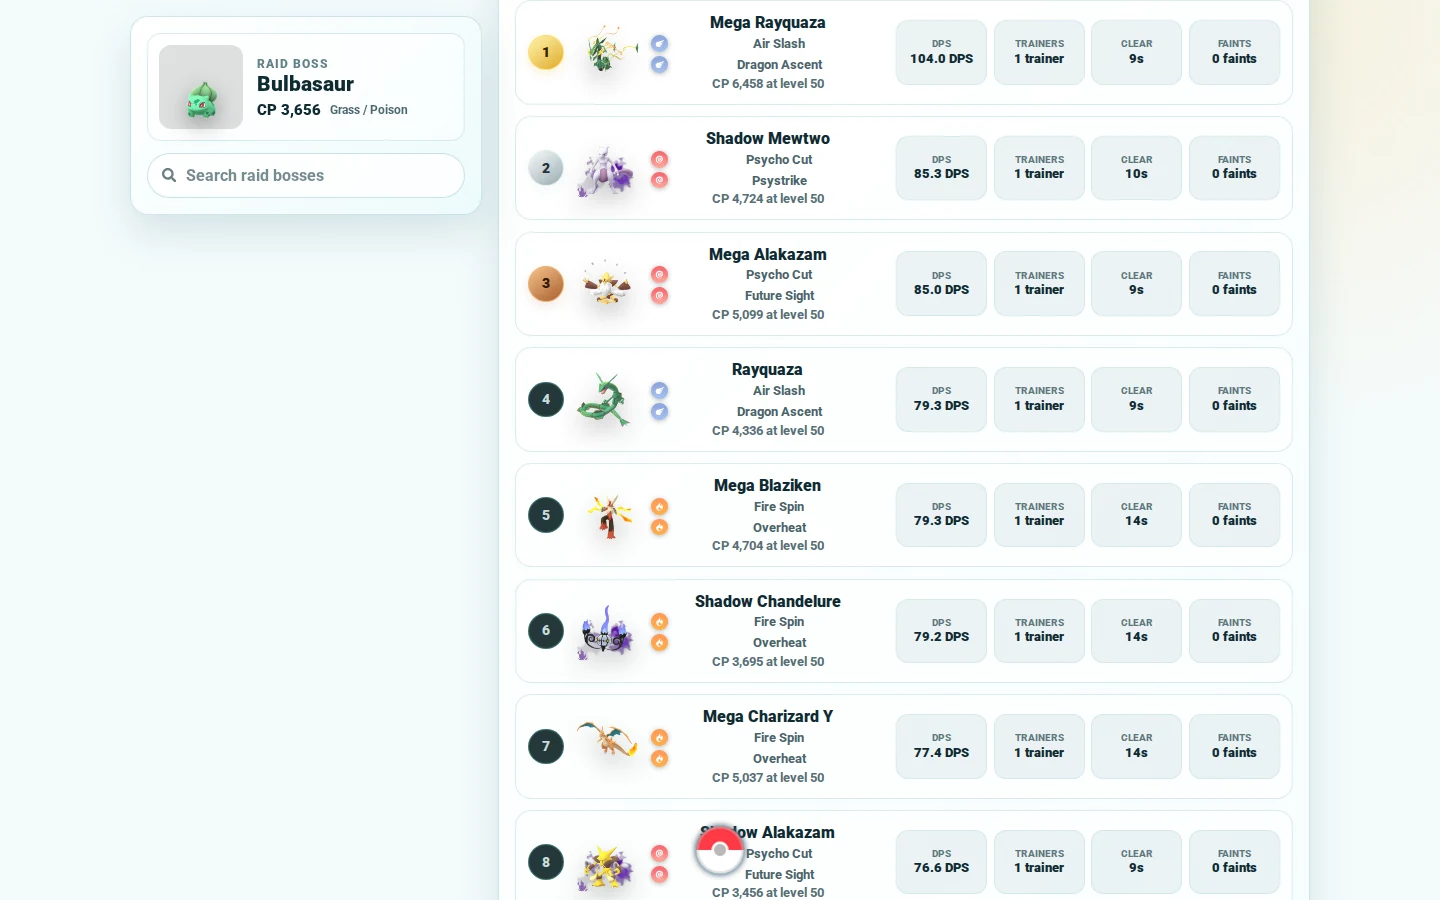 RAID BOSS
Bulbasaur
CP 3,656 Grass / Poison
Search raid bosses
1
Mega Rayquaza
Air Slash
Dragon Ascent
CP 6,458 at level 50
DPS
104.0 DPS
TRAINERS
1 trainer
CLEAR
9s
FAINTS
0 faints
2
Shadow Mewtwo
Psycho Cut
Psystrike
CP 4,724 at level 50
DPS
85.3 DPS
TRAINERS
1 trainer
CLEAR
10s
FAINTS
0 faints
3
Mega Alakazam
Psycho Cut
Future Sight
CP 5,099 at level 50
DPS
85.0 DPS
TRAINERS
1 trainer
CLEAR
9s
FAINTS
0 faints
4
Rayquaza
Air Slash
Dragon Ascent
CP 4,336 at level 50
DPS
79.3 DPS
TRAINERS
1 trainer
CLEAR
9s
FAINTS
0 faints
5
Mega Blaziken
Fire Spin
Overheat
CP 4,704 at level 50
DPS
79.3 DPS
TRAINERS
1 trainer
CLEAR
14s
FAINTS
0 faints
6
Shadow Chandelure
Fire Spin
Overheat
CP 3,695 at level 50
DPS
79.2 DPS
TRAINERS
1 trainer
CLEAR
14s
FAINTS
0 faints
7
Mega Charizard Y
Fire Spin
Overheat
CP 5,037 at level 50
DPS
77.4 DPS
TRAINERS
1 trainer
CLEAR
14s
FAINTS
0 faints
8
Shadow Alakazam
Psycho Cut
Future Sight
CP 3,456 at level 50
DPS
76.6 DPS
TRAINERS
1 trainer
CLEAR
9s
FAINTS
0 faints